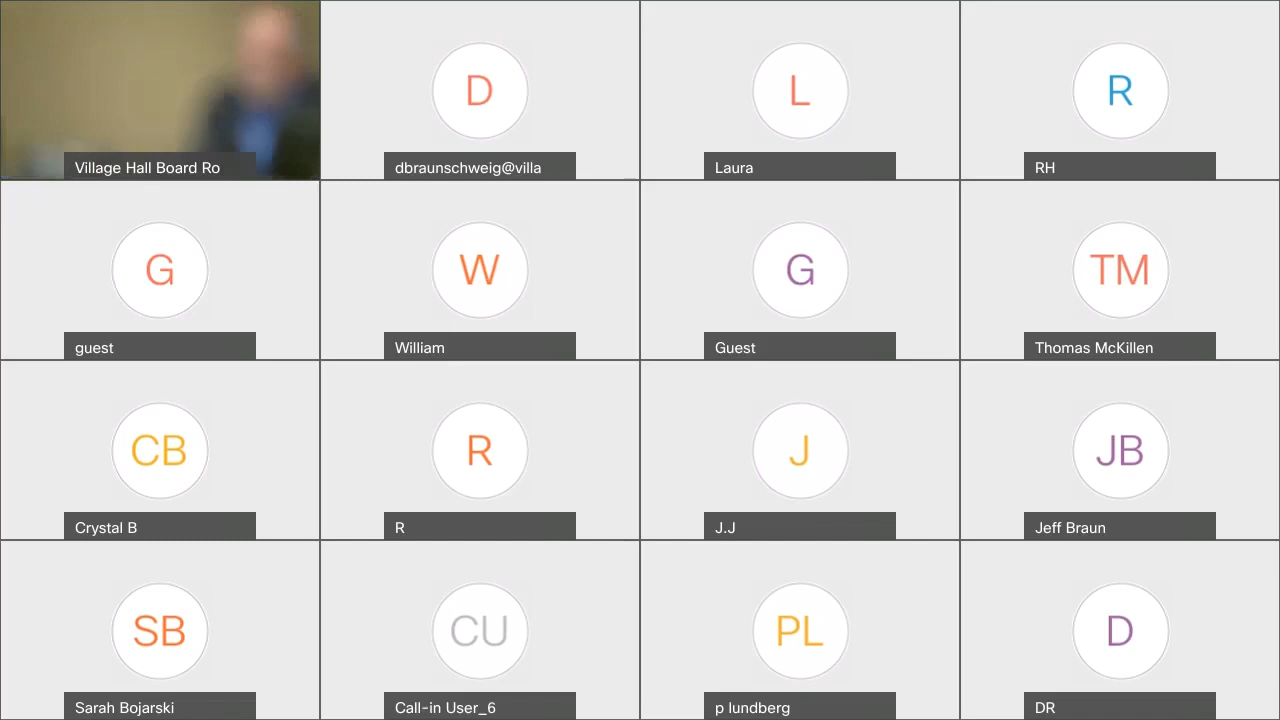 D
L
R
Village Hall Board Ro
dbraunschweig@villa
Laura
RH
G
W
G
TM
guest
William
Guest
Thomas McKillen
CB
R
J
JB
Crystal B
R
J.J
Jeff Braun
SB
CU
PL
D
Sarah Bojarski
Call-in User_6
p lundberg
DR